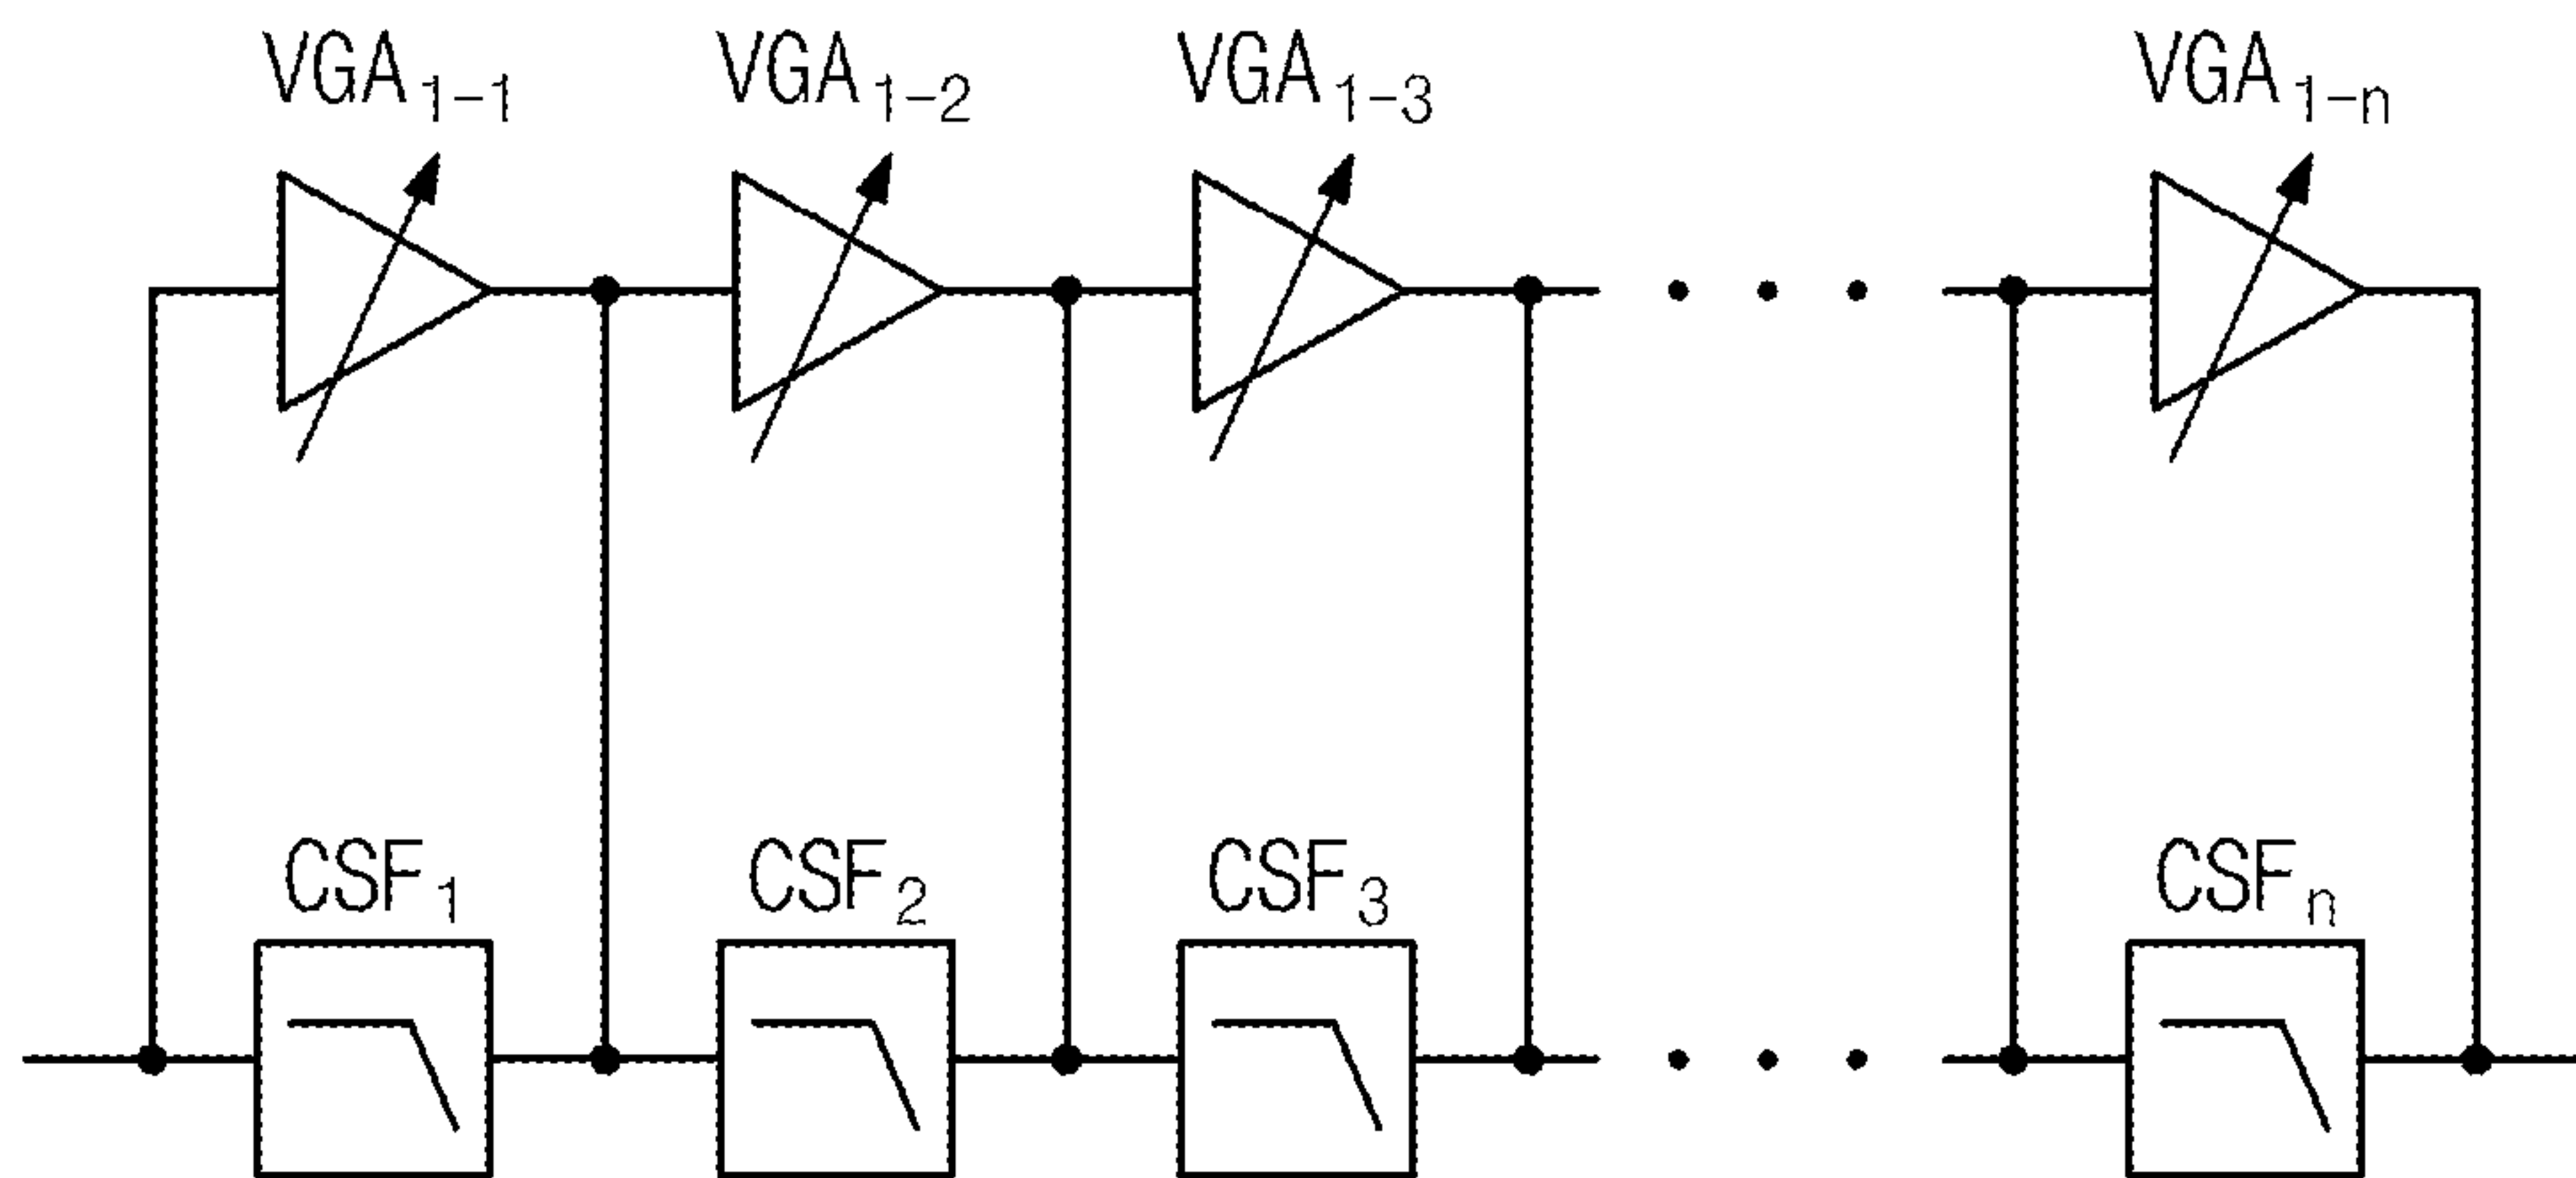 VGA₁₋₁ VGA₁₋₂ VGA₁₋₃ VGA₁₋ₙ
CSF₁ CSF₂ CSF₃ CSFₙ